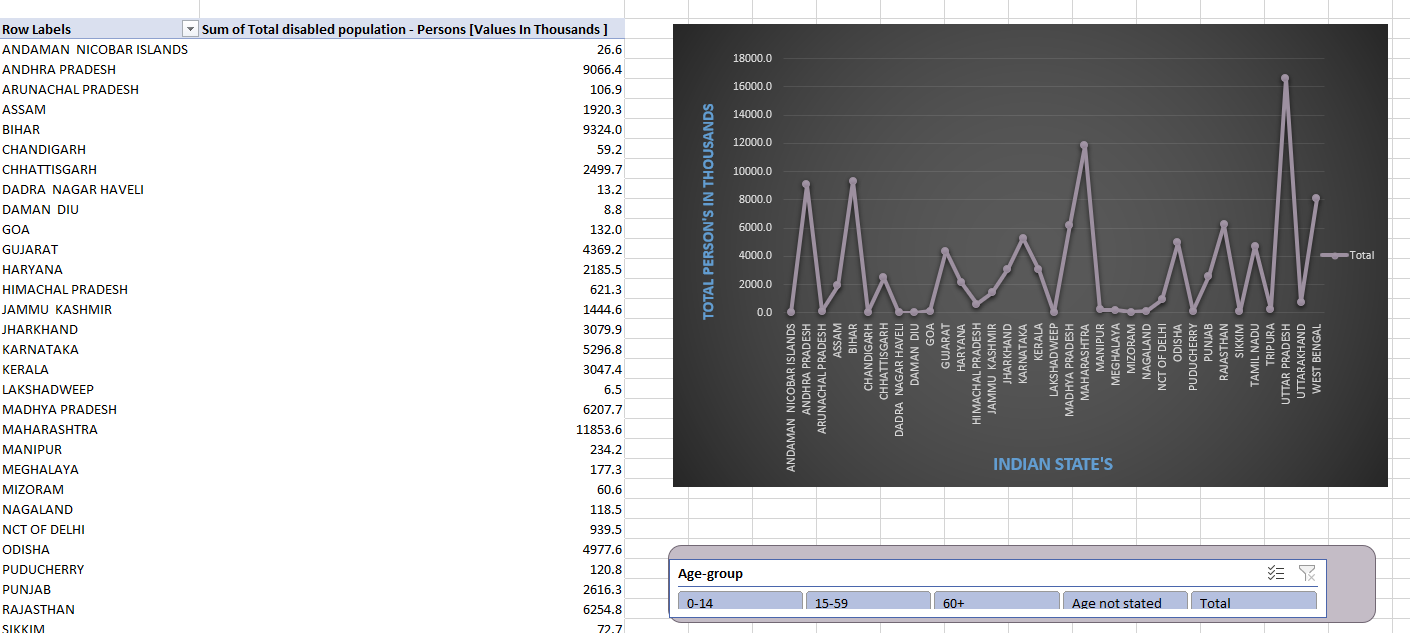 Row Labels Sum of Total disabled population - Persons [Values In Thousands ]
ANDAMAN  NICOBAR ISLANDS 26.6
ANDHRA PRADESH 9066.4
ARUNACHAL PRADESH 106.9
ASSAM 1920.3
BIHAR 9324.0
CHANDIGARH 59.2
CHHATTISGARH 2499.7
DADRA  NAGAR HAVELI 13.2
DAMAN  DIU 8.8
GOA 132.0
GUJARAT 4369.2
HARYANA 2185.5
HIMACHAL PRADESH 621.3
JAMMU  KASHMIR 1444.6
JHARKHAND 3079.9
KARNATAKA 5296.8
KERALA 3047.4
LAKSHADWEEP 6.5
MADHYA PRADESH 6207.7
MAHARASHTRA 11853.6
MANIPUR 234.2
MEGHALAYA 177.3
MIZORAM 60.6
NAGALAND 118.5
NCT OF DELHI 939.5
ODISHA 4977.6
PUDUCHERRY 120.8
PUNJAB 2616.3
RAJASTHAN 6254.8
SIKKIM 72.7
TOTAL PERSON'S IN THOUSANDS
18000.0
16000.0
14000.0
12000.0
10000.0
8000.0
6000.0
4000.0
2000.0
0.0
ANDAMAN  NICOBAR ISLANDS
ANDHRA PRADESH
ARUNACHAL PRADESH
ASSAM
BIHAR
CHANDIGARH
CHHATTISGARH
DADRA  NAGAR HAVELI
DAMAN  DIU
GOA
GUJARAT
HARYANA
HIMACHAL PRADESH
JAMMU  KASHMIR
JHARKHAND
KARNATAKA
KERALA
LAKSHADWEEP
MADHYA PRADESH
MAHARASHTRA
MANIPUR
MEGHALAYA
MIZORAM
NAGALAND
NCT OF DELHI
ODISHA
PUDUCHERRY
PUNJAB
RAJASTHAN
SIKKIM
TAMIL NADU
TRIPURA
UTTAR PRADESH
UTTARAKHAND
WEST BENGAL
Total
INDIAN STATE'S
Age-group
0-14 15-59 60+ Age not stated Total